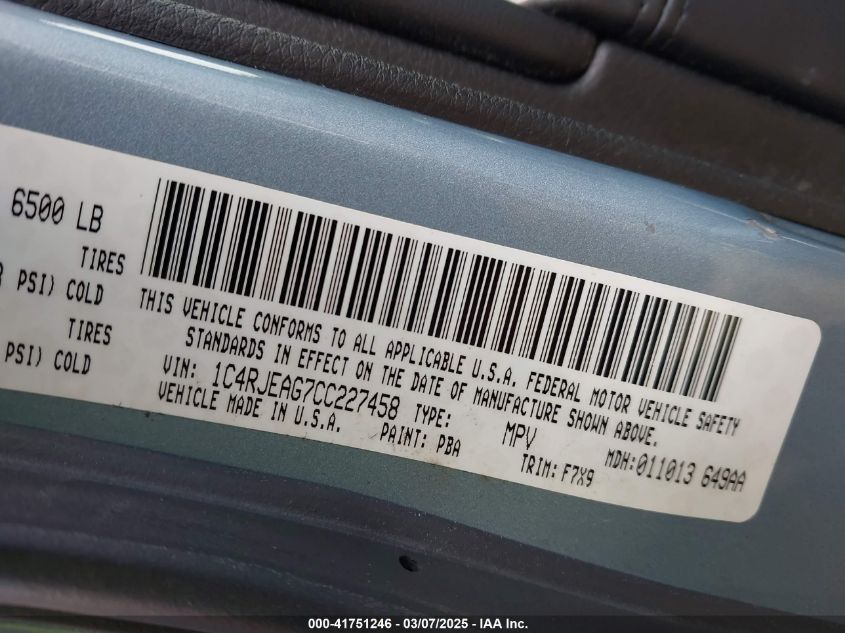 6500 LB
TIRES
PSI) COLD
TIRES
PSI) COLD
THIS VEHICLE CONFORMS TO ALL APPLICABLE U.S.A. FEDERAL MOTOR VEHICLE SAFETY
STANDARDS IN EFFECT ON THE DATE OF MANUFACTURE SHOWN ABOVE.
VIN: 1C4RJEAG7CC227458 TYPE: MPV MDH:011013 649AA
VEHICLE MADE IN U.S.A. PAINT: PBA TRIM: F7X9
000-41751246 - 03/07/2025 - IAA Inc.